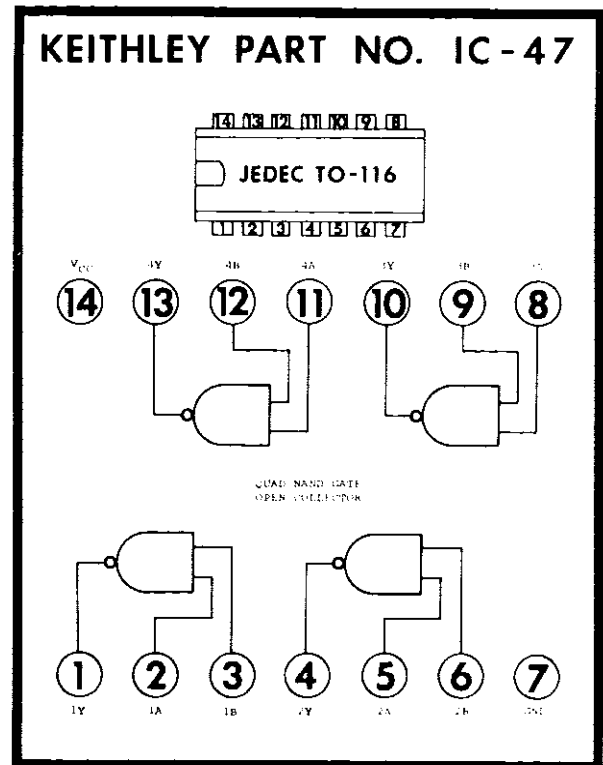 KEITHLEY PART NO. IC-47
14 13 12 11 10 9 8
JEDEC TO-116
1 2 3 4 5 6 7
VCC 4Y 4B 4A 3Y 3B
14 13 12 11 10 9 8
QUAD NAND GATE
OPEN COLLECTOR
1 2 3 4 5 6 7
1Y 1A 1B 2Y 2A 2B